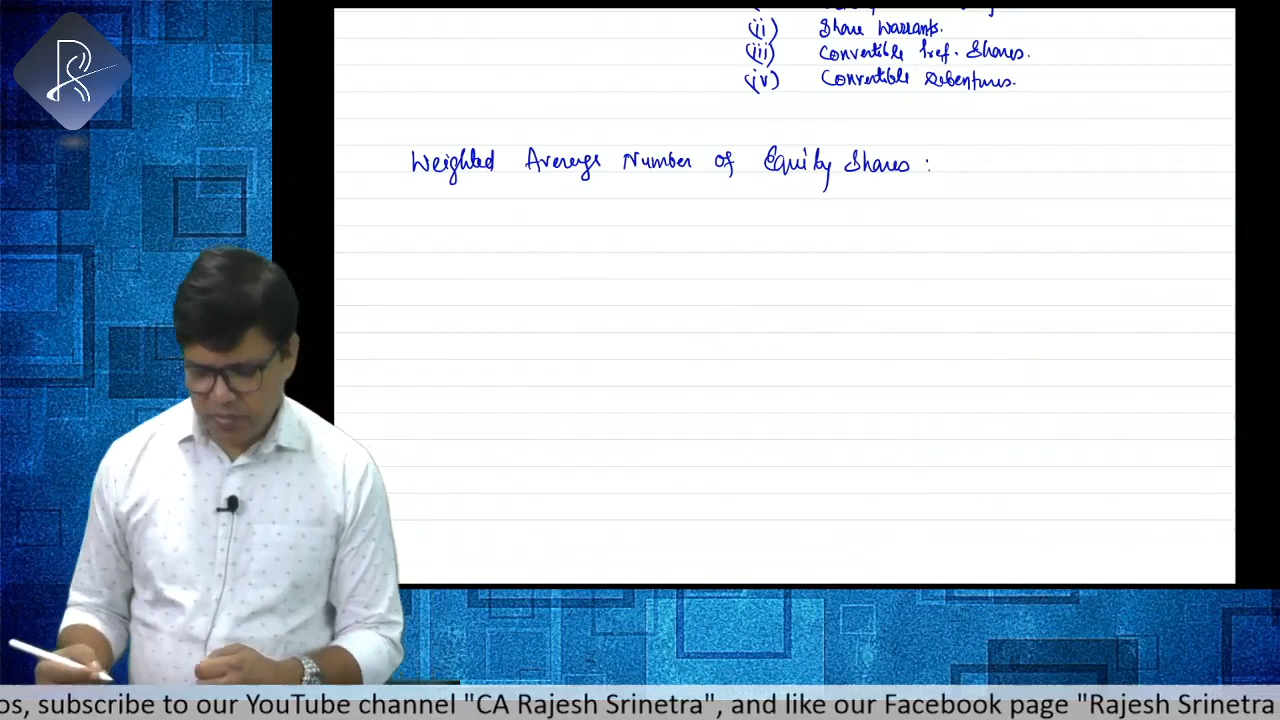 (ii) Share Warrants.
(iii) Convertible Pref. Shares.
(iv) Convertible Debentures.
Weighted Average Number of Equity Shares :
os, subscribe to our YouTube channel "CA Rajesh Srinetra", and like our Facebook page "Rajesh Srinetra